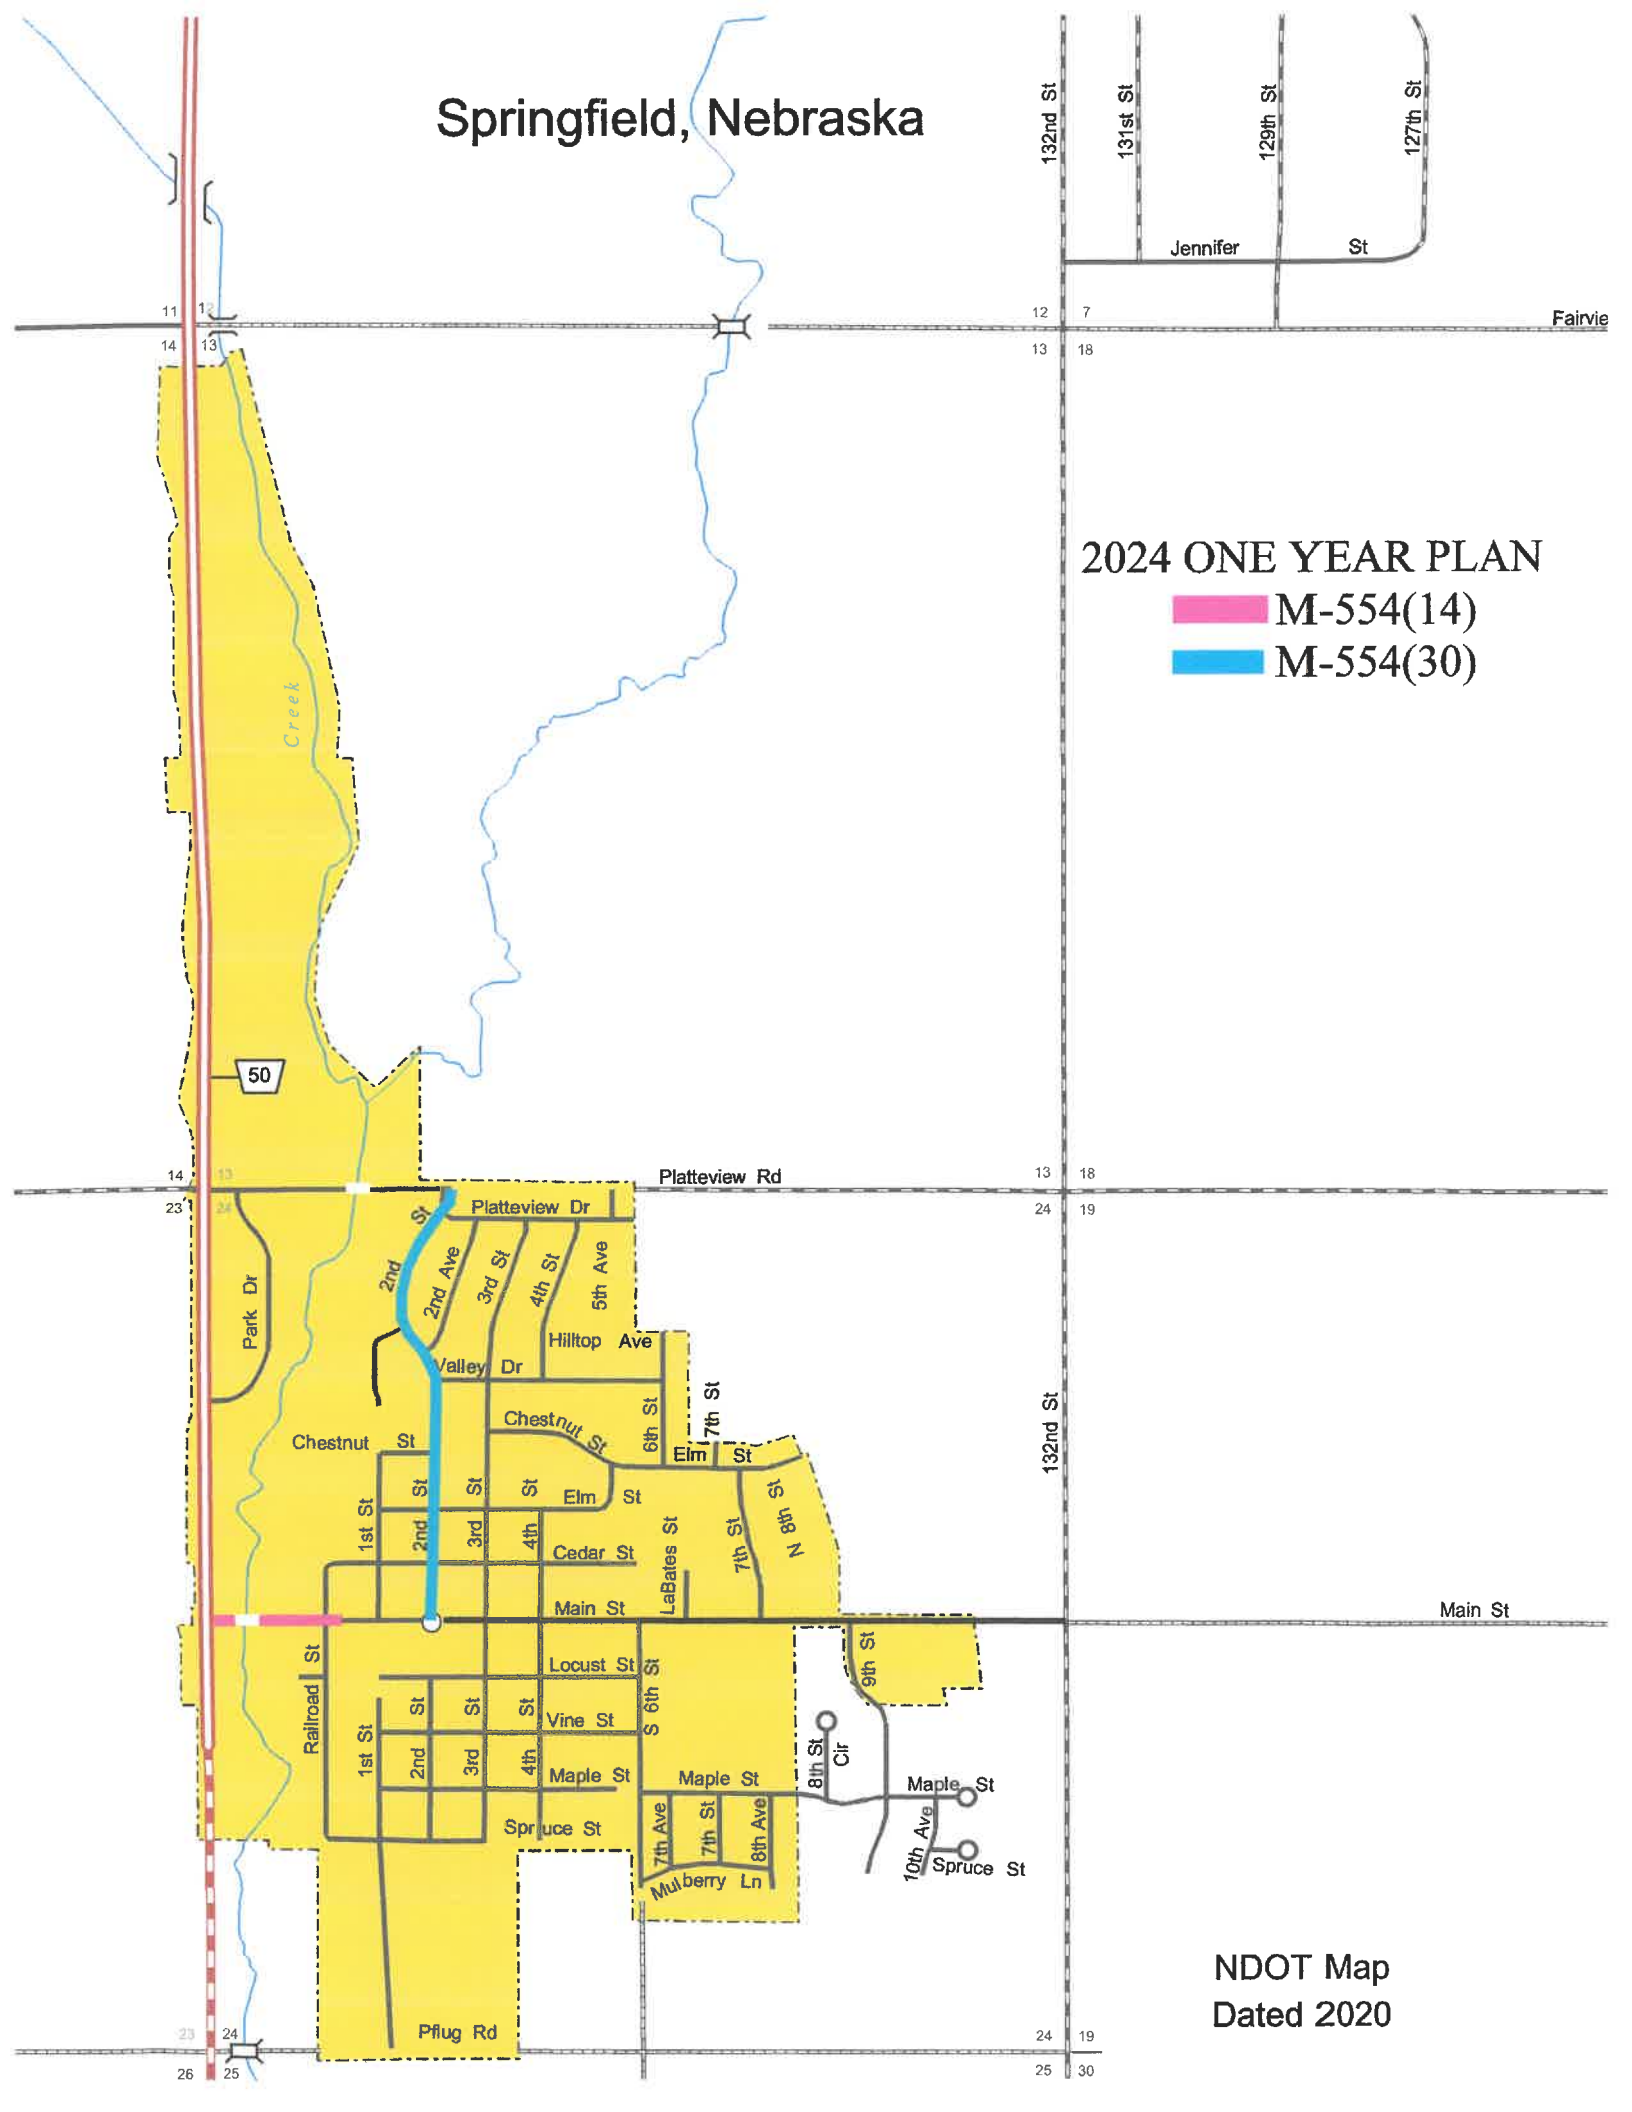 Springfield, Nebraska
132nd St
131st St
129th St
127th St
Jennifer St
11 12
12 7
Fairvie
14 13
13 18
2024 ONE YEAR PLAN
M-554(14)
M-554(30)
Creek
50
14 13
Platteview Rd
13 18
23 24
24 19
Platteview Dr
2nd St
2nd Ave
3rd St
4th St
5th Ave
Park Dr
Hilltop Ave
Valley Dr
7th St
132nd St
Chestnut St
6th St
Chestnut St
Elm St
1st St
2nd St
3rd St
4th St
Elm St
LaBates St
7th St
N 8th St
Cedar St
Main St
Main St
Railroad St
Locust St
S 6th St
9th St
1st St
2nd St
3rd St
4th St
Vine St
8th St Cir
Maple St
Maple St
Maple St
7th Ave
7th St
8th Ave
10th Ave
Spruce St
Spruce St
Mulberry Ln
NDOT Map
Dated 2020
Pflug Rd
23 24
24 19
26 25
25 30